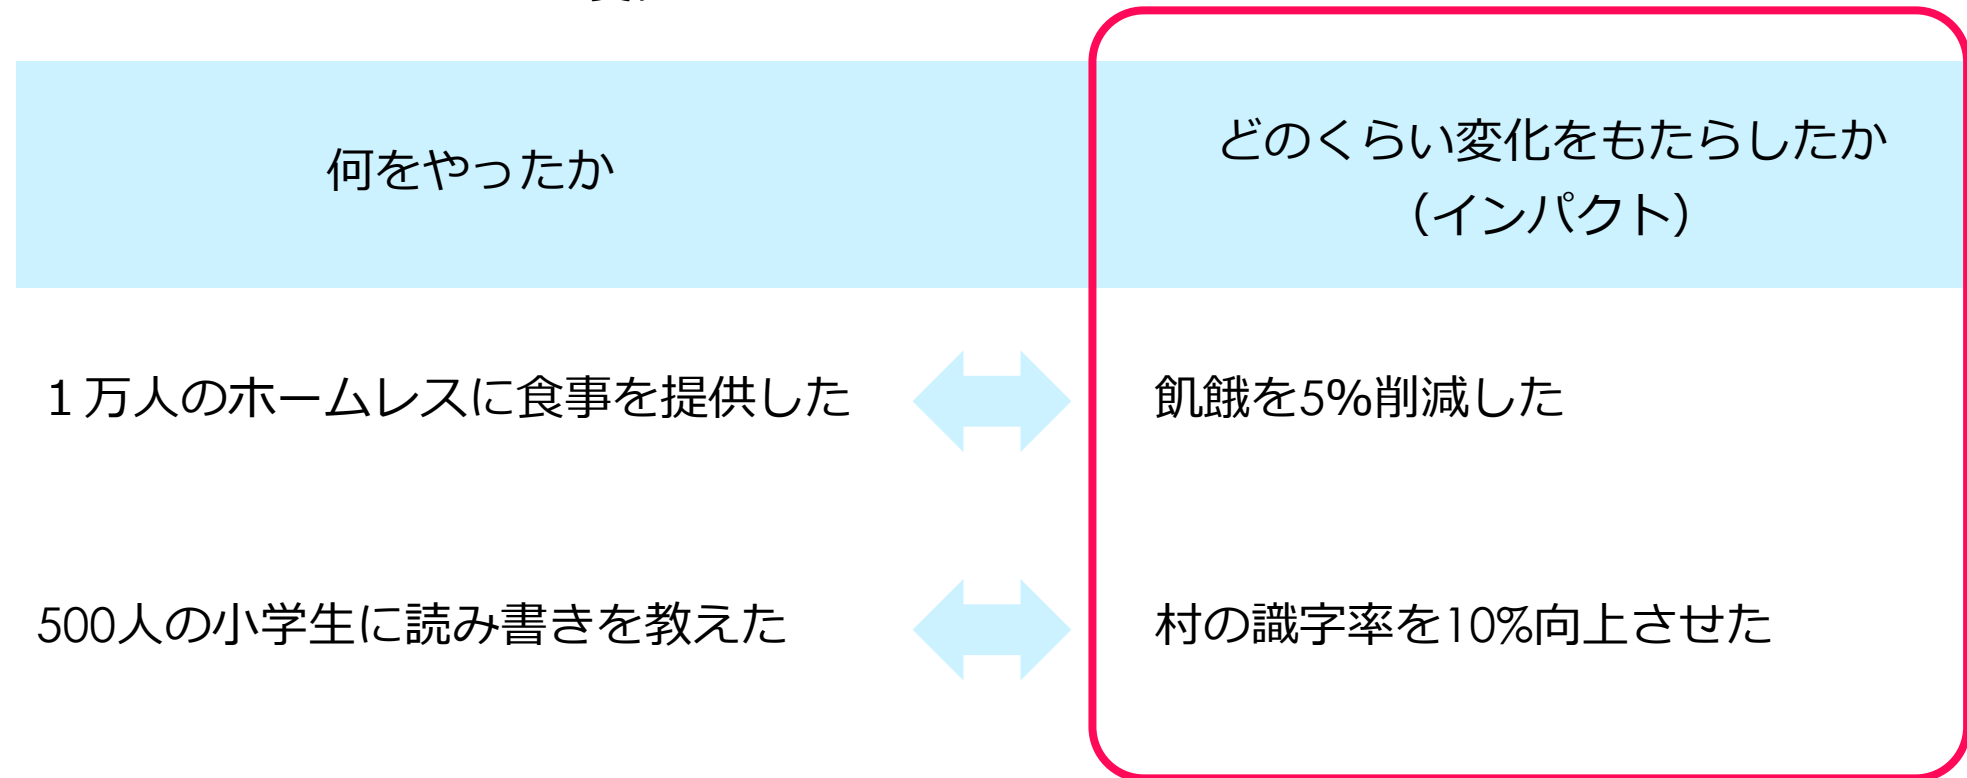 何をやったか
どのくらい変化をもたらしたか
（インパクト）
１万人のホームレスに食事を提供した
飢餓を5%削減した
500人の小学生に読み書きを教えた
村の識字率を10%向上させた